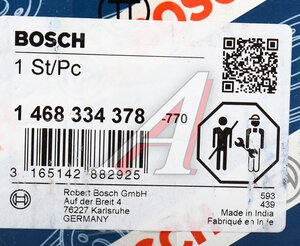 (TT)
BOSCH
1 St/Pc
1 468 334 378 -770
3 165142 882925
Robert Bosch GmbH
Auf der Breit 4
76227 Karlsruhe
GERMANY
593
439
Made in India
Fabriqué en Inde